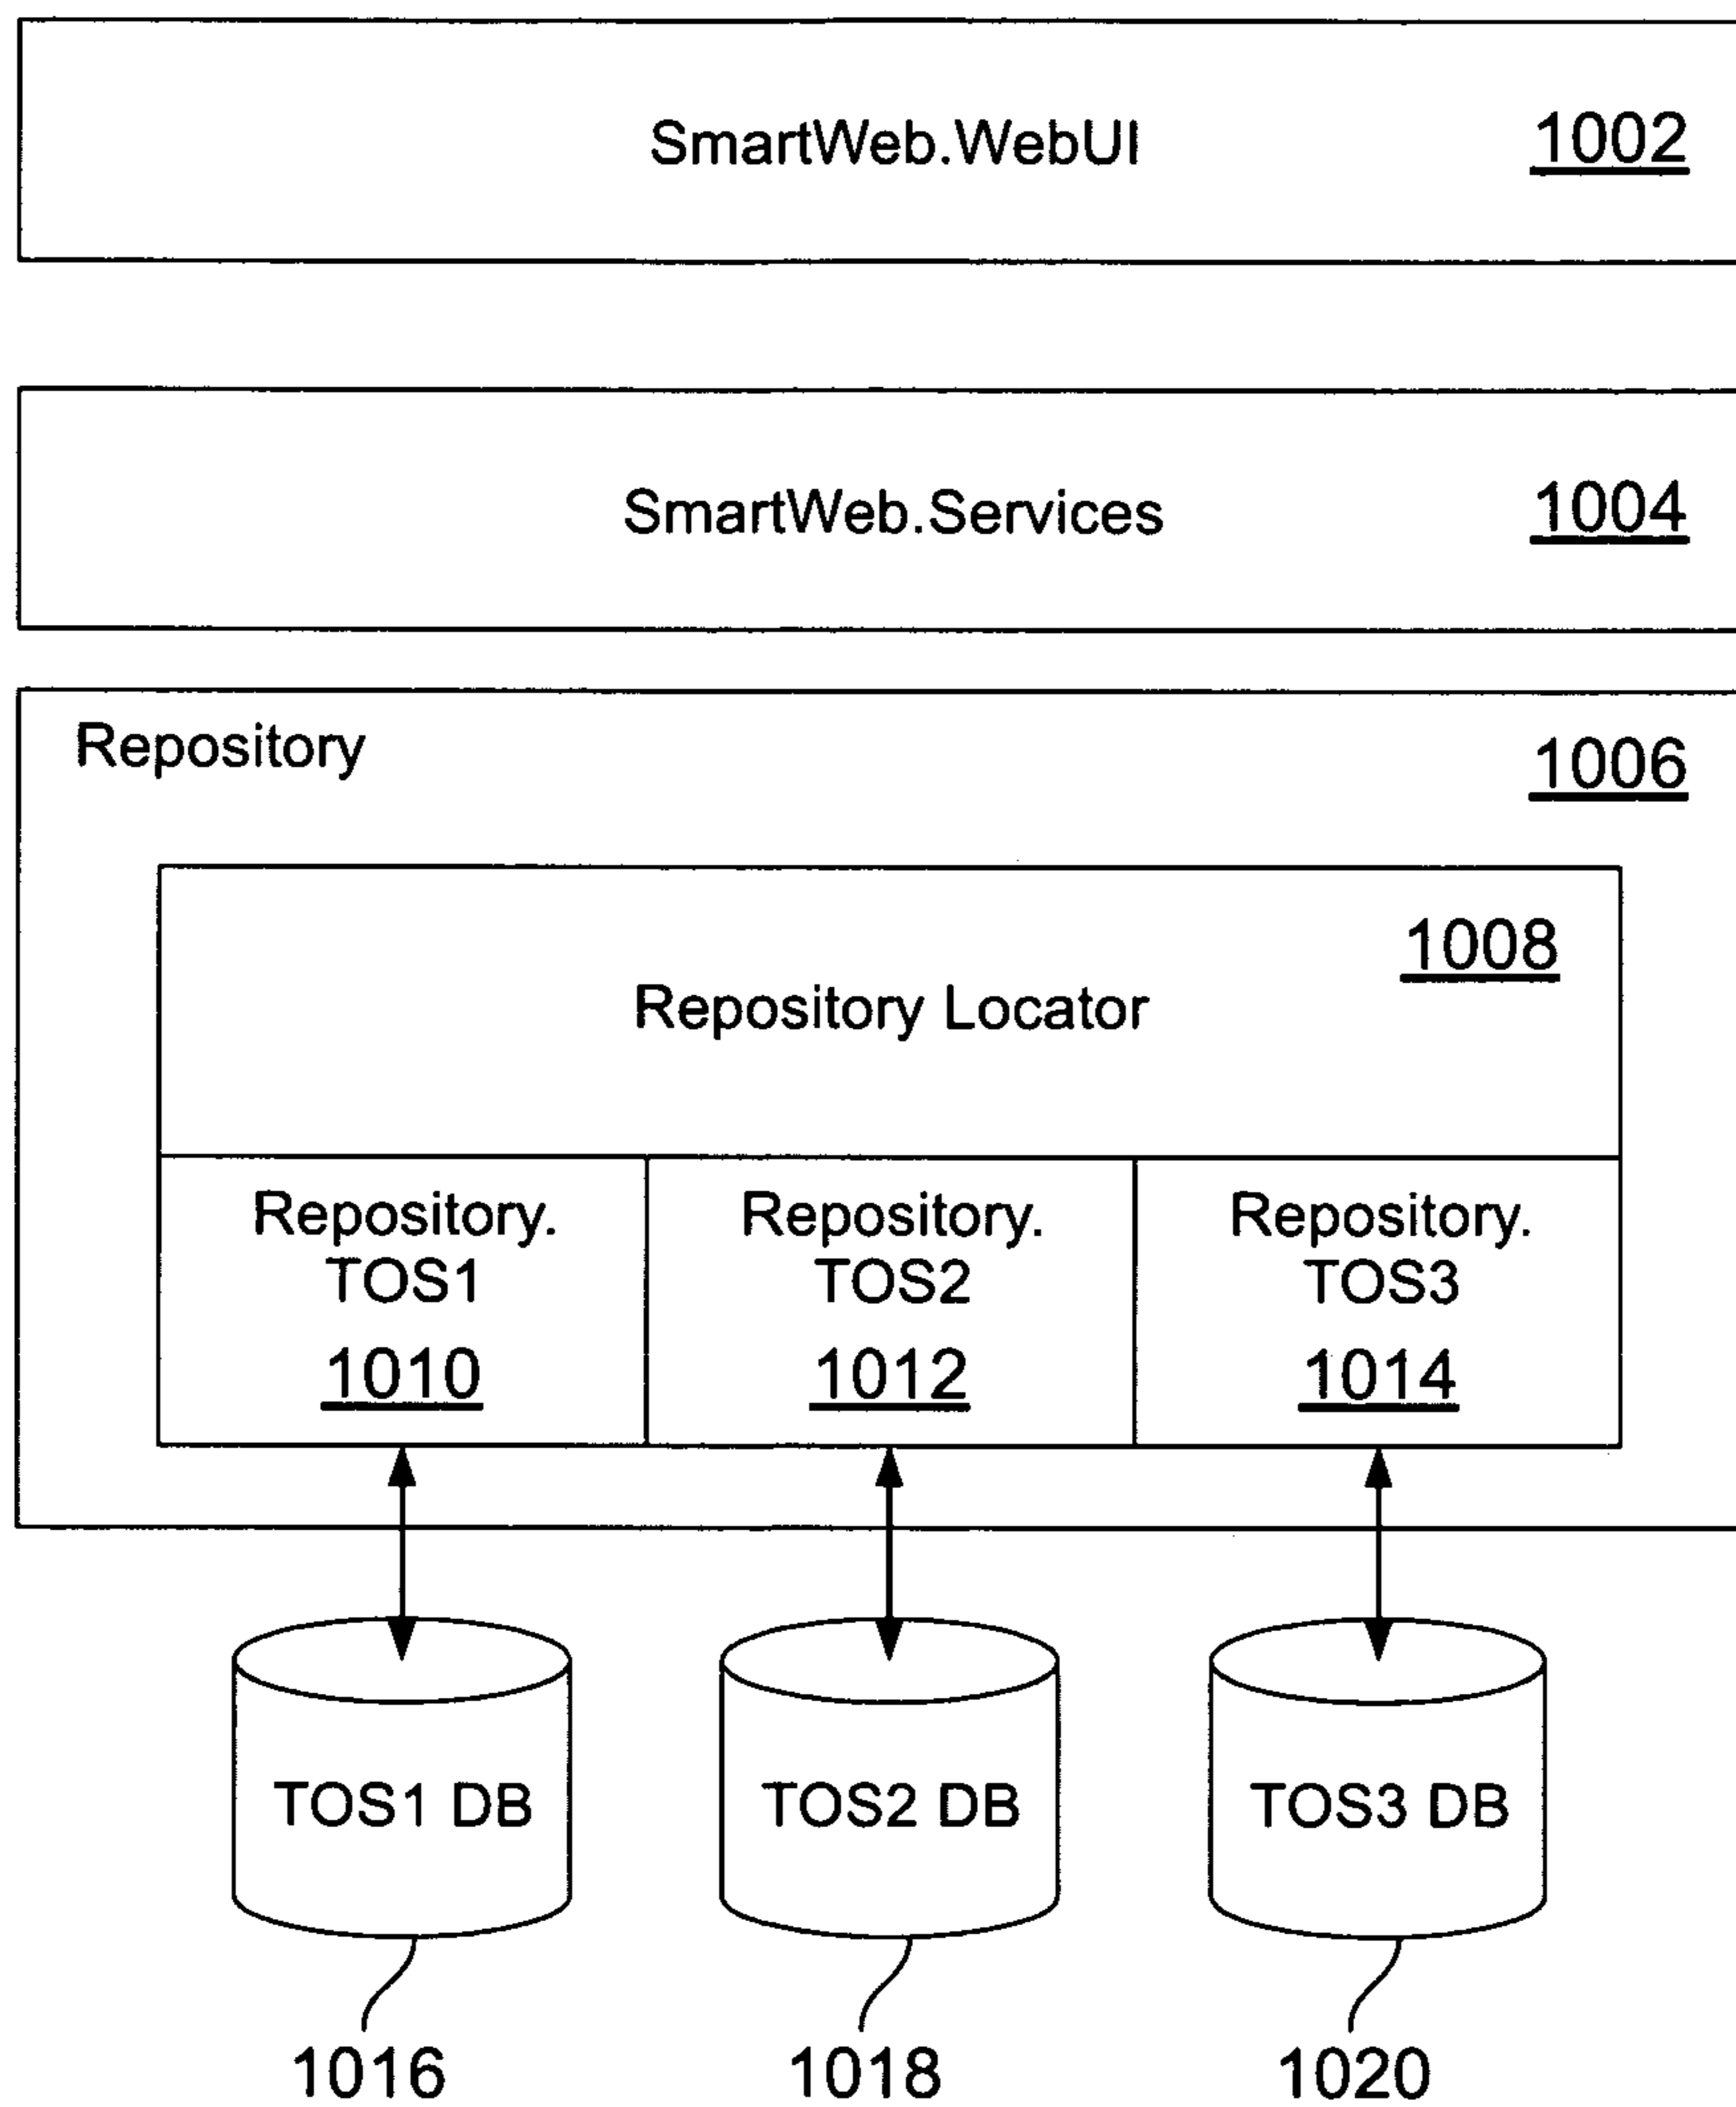 SmartWeb.WebUI 1002
SmartWeb.Services 1004
Repository 1006
1008
Repository Locator
Repository.
TOS1
1010
Repository.
TOS2
1012
Repository.
TOS3
1014
TOS1 DB
TOS2 DB
TOS3 DB
1016
1018
1020